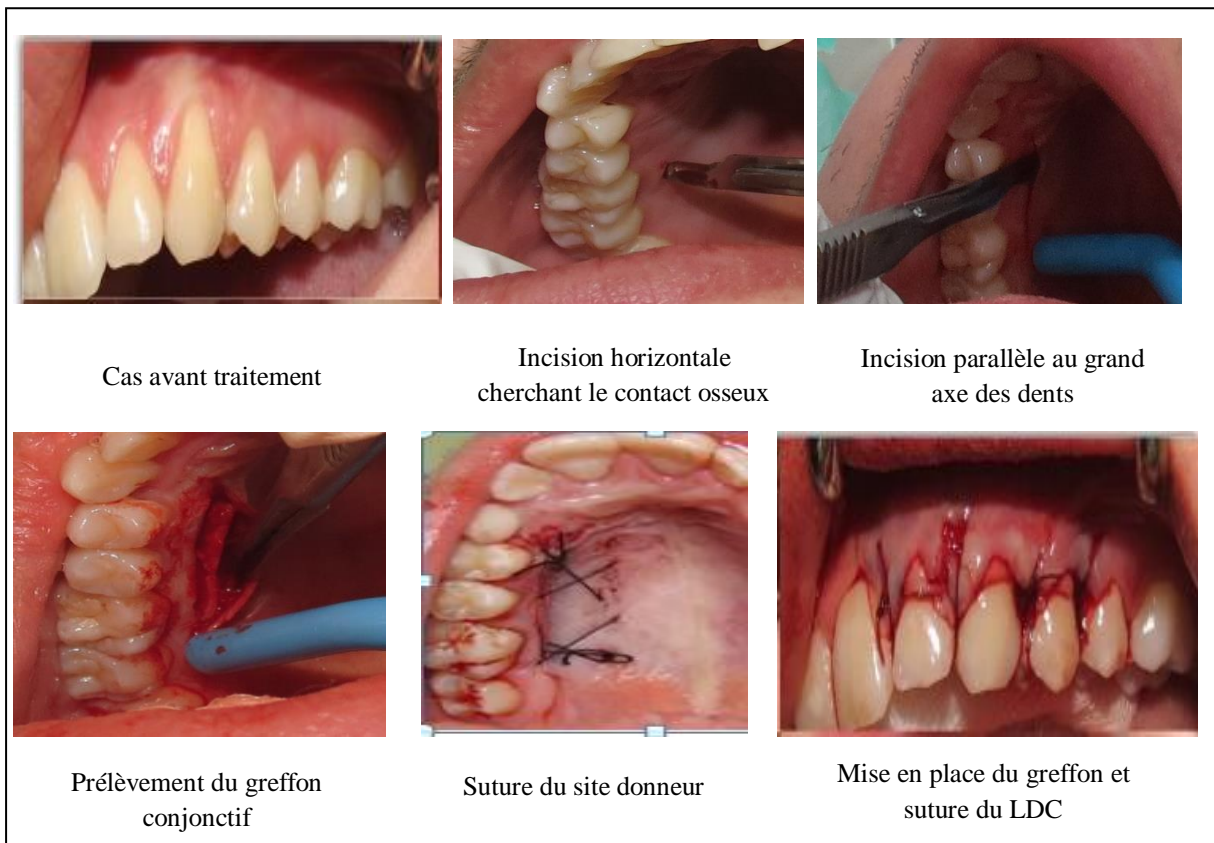 Cas avant traitement
Incision horizontale
cherchant le contact osseux
Incision parallèle au grand
axe des dents
Prélèvement du greffon
conjonctif
Suture du site donneur
Mise en place du greffon et
suture du LDC